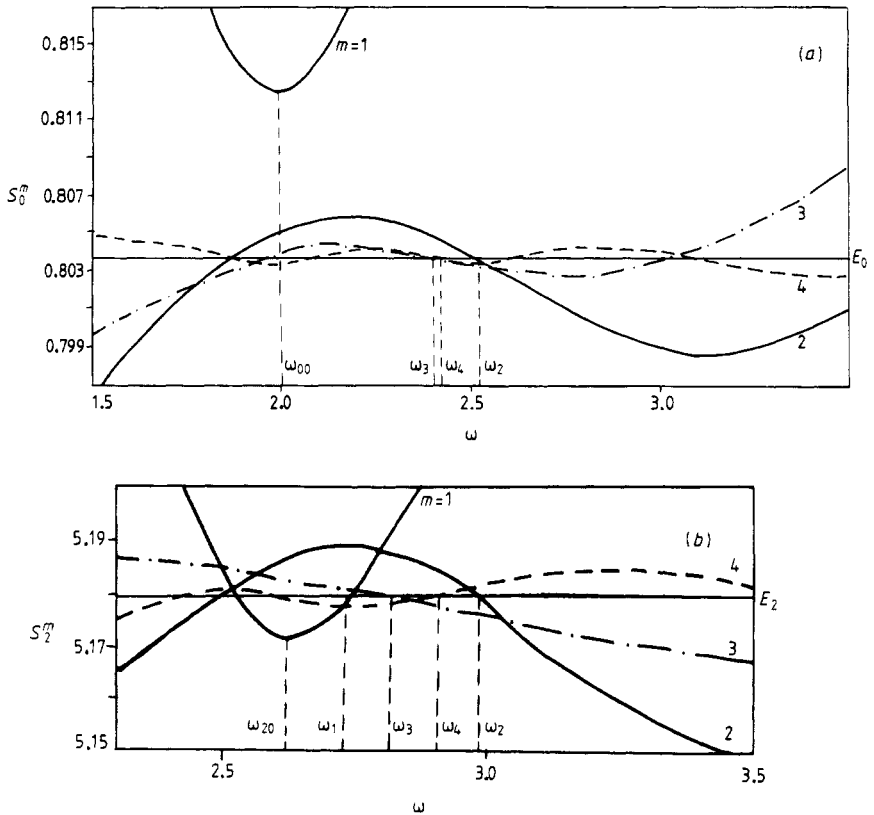 0.815
m=1
(a)
0.811
S₀ᵐ
0.807
3
0.803
E₀
4
0.799
2
ω₀₀
ω₃
ω₄
ω₂
1.5
2.0
2.5
3.0
ω
m=1
5.19
(b)
4
E₂
S₂ᵐ
5.17
3
ω₂₀
ω₁
ω₃
ω₄
ω₂
2
5.15
2.5
3.0
3.5
ω